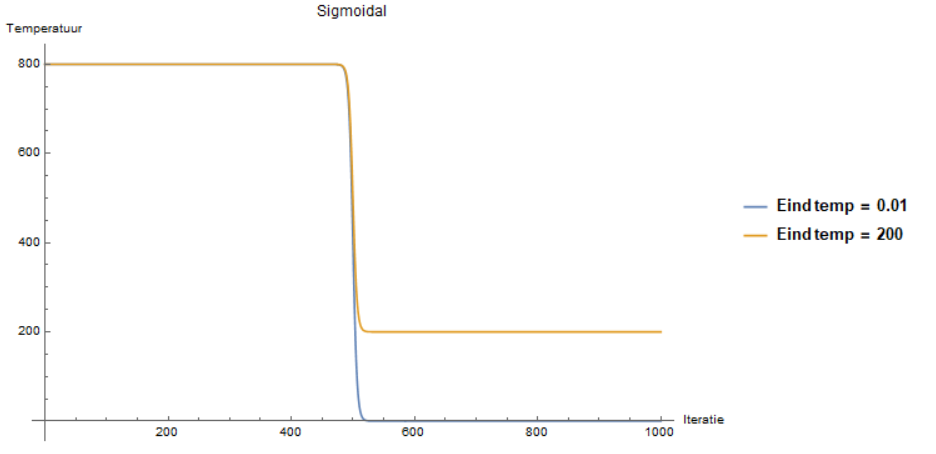 Sigmoidal
Temperatuur
800
600
400
200
200 400 600 800 1000
Iteratie
Eind temp = 0.01
Eind temp = 200